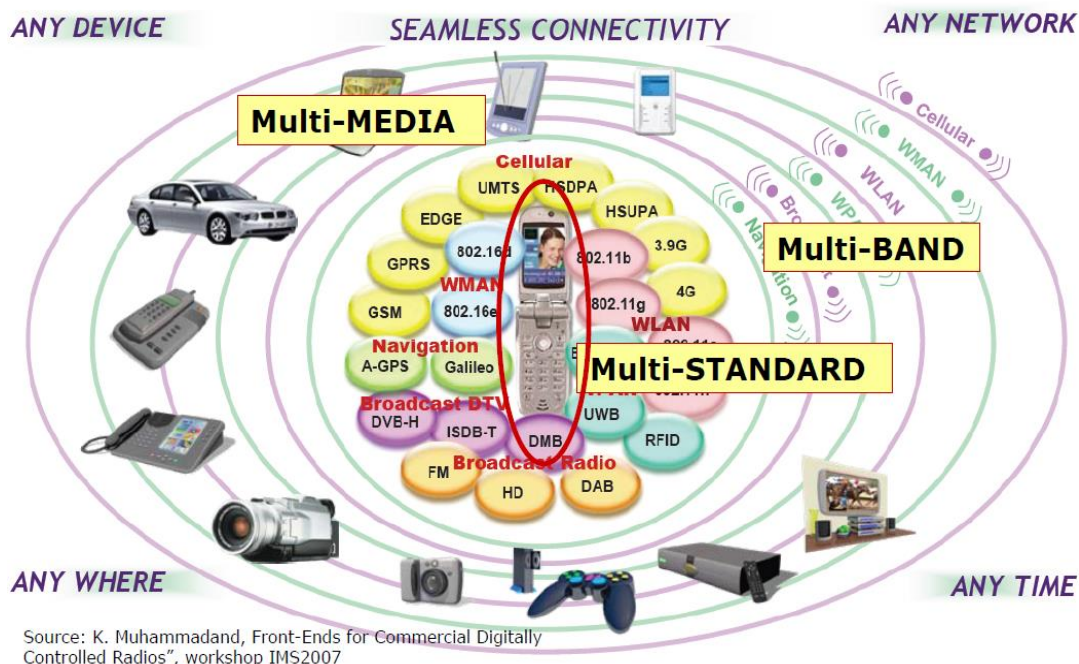 ANY DEVICE
SEAMLESS CONNECTIVITY
ANY NETWORK
Multi-MEDIA
Cellular
WMAN
WLAN
Multi-BAND
Cellular
UMTS
HSDPA
EDGE
HSUPA
GPRS
802.16d
802.11b
3.9G
WMAN
GSM
802.16e
802.11g
4G
WLAN
Navigation
A-GPS
Galileo
Multi-STANDARD
Broadcast DTV
DVB-H
ISDB-T
DMB
UWB
RFID
Broadcast Radio
FM
HD
DAB
ANY WHERE
ANY TIME
Source: K. Muhammadand, Front-Ends for Commercial Digitally
Controlled Radios", workshop IMS2007